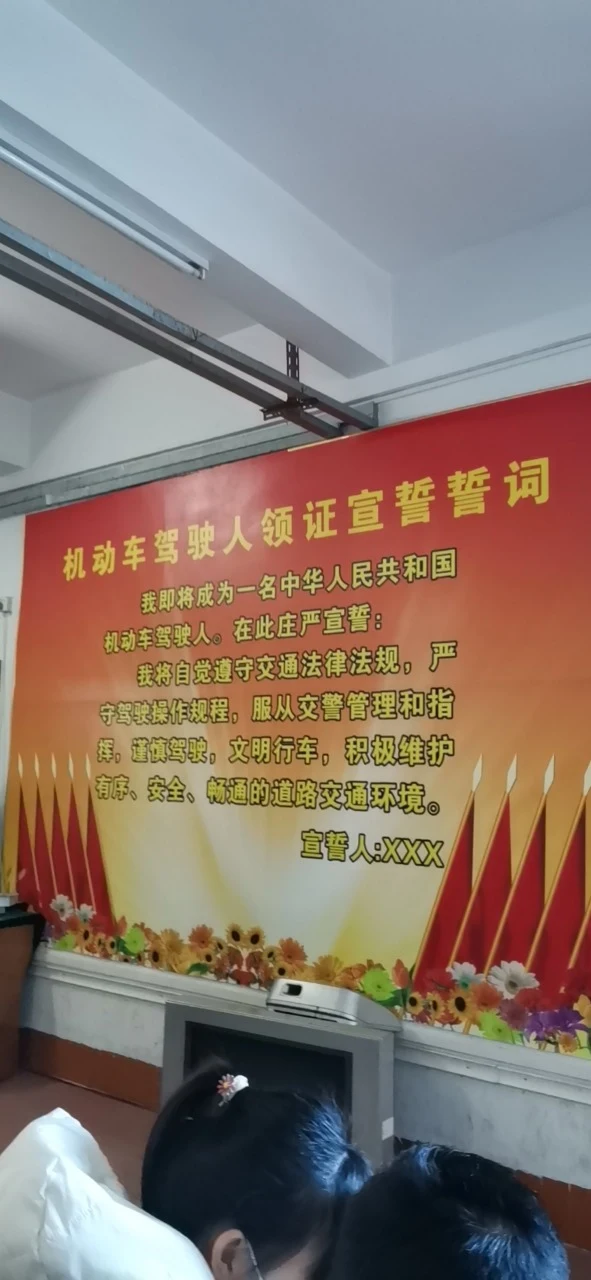 机动车驾驶人领证宣誓誓词
我即将成为一名中华人民共和国
机动车驾驶人。在此庄严宣誓：
我将自觉遵守交通法律法规，严
守驾驶操作规程，服从交警管理和指
挥，谨慎驾驶，文明行车，积极维护
有序、安全、畅通的道路交通环境。
宣誓人:XXX